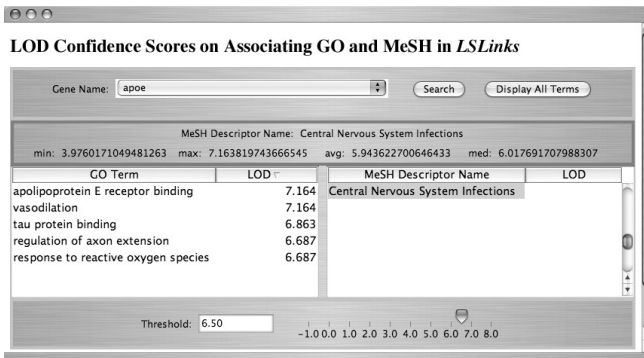 LOD Confidence Scores on Associating GO and MeSH in LSLinks
Gene Name: apoe Search Display All Terms
MeSH Descriptor Name: Central Nervous System Infections
min: 3.9760171049481263 max: 7.163819743666545 avg: 5.943622700646433 med: 6.017691707988307
GO Term LOD MeSH Descriptor Name LOD
apolipoprotein E receptor binding 7.164 Central Nervous System Infections
vasodilation 7.164
tau protein binding 6.863
regulation of axon extension 6.687
response to reactive oxygen species 6.687
Threshold: 6.50
-1.0 0.0 1.0 2.0 3.0 4.0 5.0 6.0 7.0 8.0